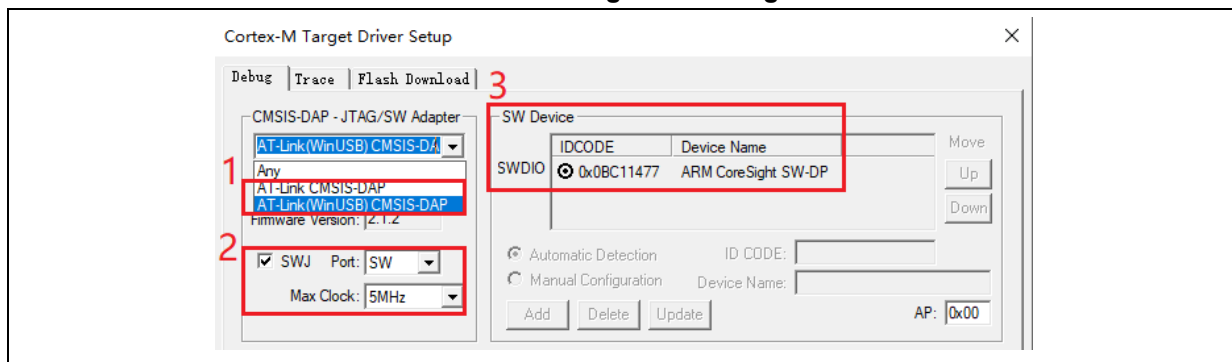 Cortex-M Target Driver Setup
Debug Trace Flash Download
3
CMSIS-DAP - JTAG/SW Adapter
AT-Link(WinUSB) CMSIS-DA
1
Any
AT-Link CMSIS-DAP
AT-Link(WinUSB) CMSIS-DAP
Firmware Version: 2.1.2
2
SWJ Port: SW
Max Clock: 5MHz
SW Device
IDCODE Device Name
SWDIO 0x0BC11477 ARM CoreSight SW-DP
Move
Up
Down
Automatic Detection ID CODE:
Manual Configuration Device Name:
Add Delete Update AP: 0x00